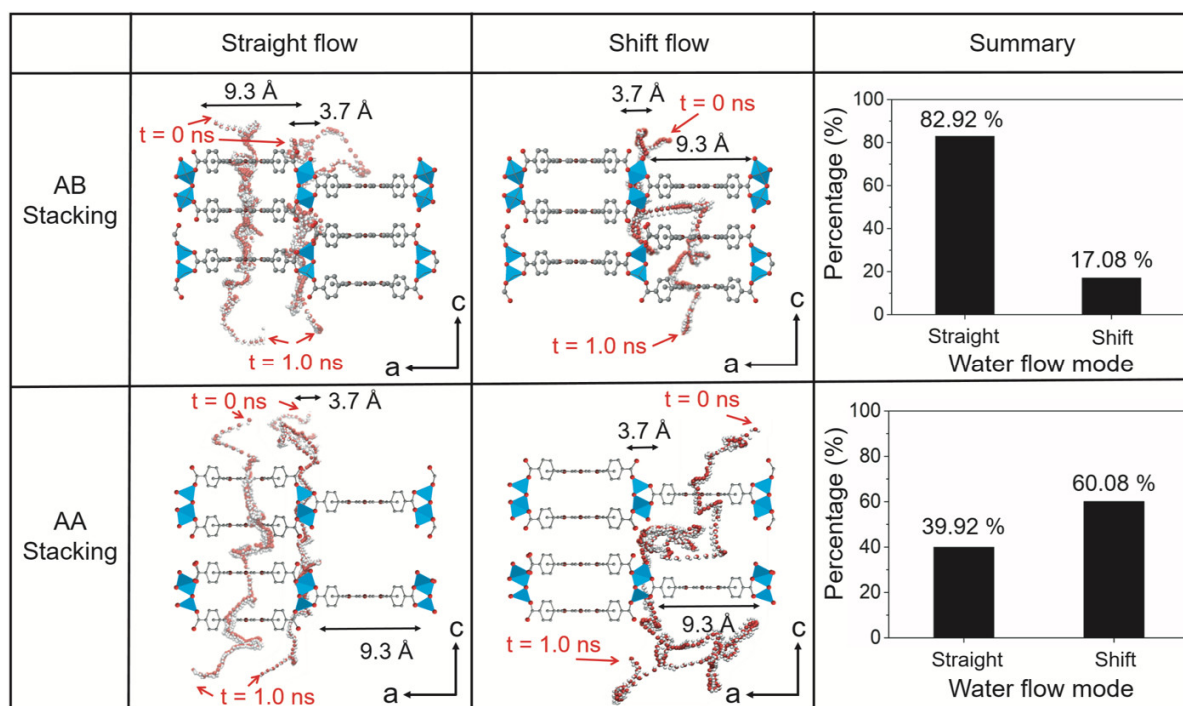 Straight flow
Shift flow
Summary
AB
Stacking
9.3 Å
3.7 Å
t = 0 ns
t = 1.0 ns
c
a
3.7 Å
t = 0 ns
9.3 Å
t = 1.0 ns
c
a
Percentage (%)
100
80
60
40
20
0
82.92 %
17.08 %
Straight
Shift
Water flow mode
AA
Stacking
t = 0 ns
3.7 Å
9.3 Å
t = 1.0 ns
c
a
t = 0 ns
3.7 Å
9.3 Å
t = 1.0 ns
c
a
Percentage (%)
100
80
60
40
20
0
39.92 %
60.08 %
Straight
Shift
Water flow mode